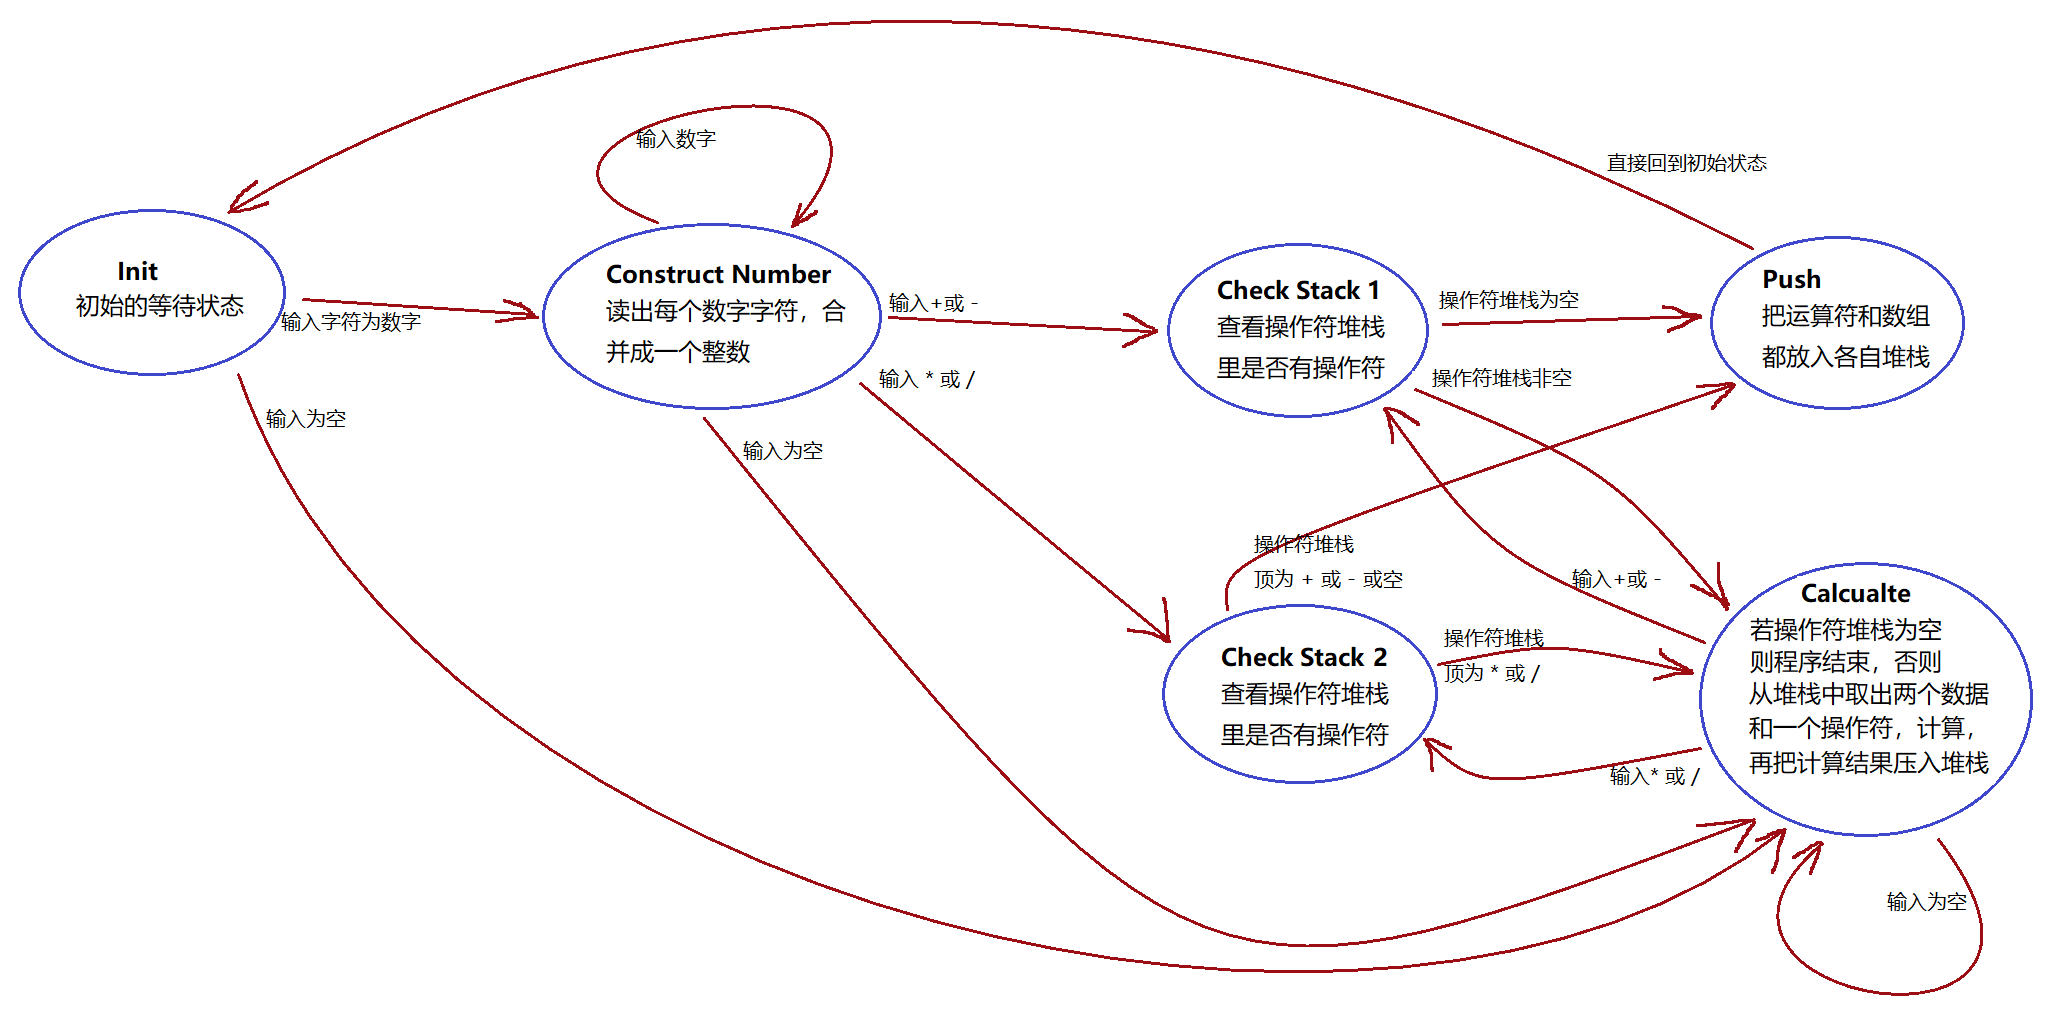 直接回到初始状态
输入数字
Init
初始的等待状态
输入字符为数字
输入为空
Construct Number
读出每个数字字符，合
并成一个整数
输入+或 -
输入 * 或 /
输入为空
Check Stack 1
查看操作符堆栈
里是否有操作符
操作符堆栈为空
操作符堆栈非空
Push
把运算符和数组
都放入各自堆栈
操作符堆栈
顶为 + 或 - 或空
输入+或 -
Check Stack 2
查看操作符堆栈
里是否有操作符
操作符堆栈
顶为 * 或 /
输入* 或 /
Calcualte
若操作符堆栈为空
则程序结束，否则
从堆栈中取出两个数据
和一个操作符，计算，
再把计算结果压入堆栈
输入为空